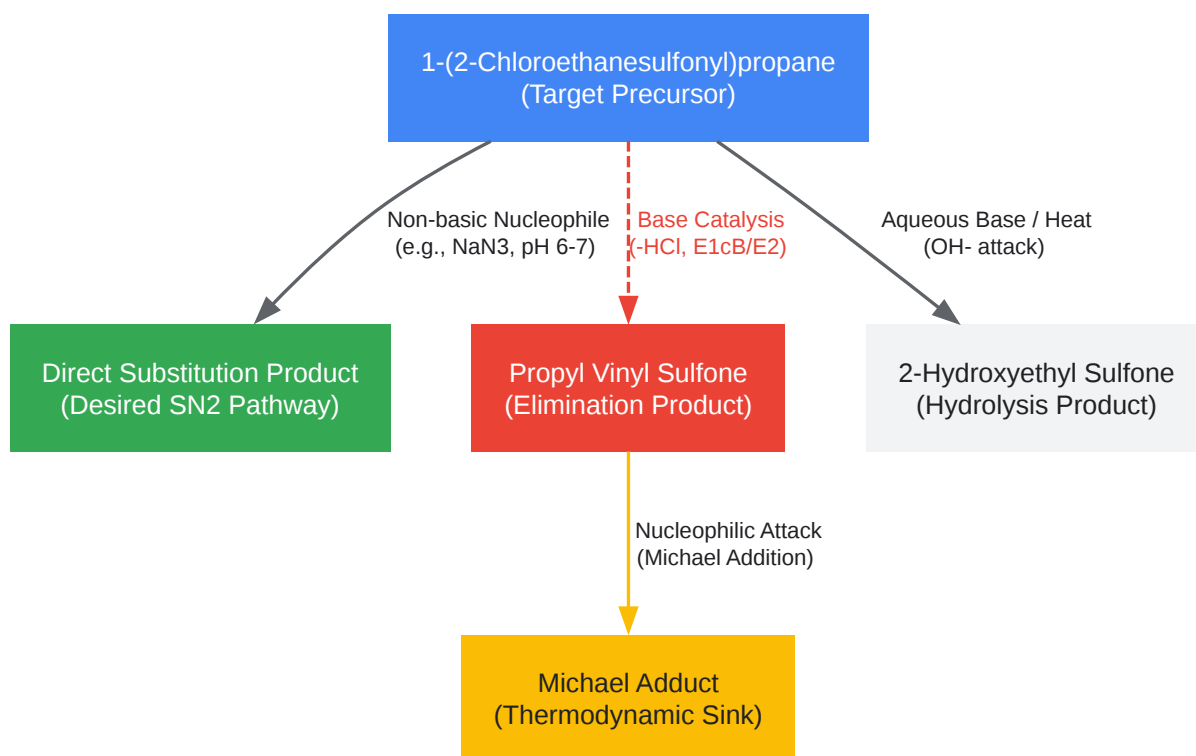 1-(2-Chloroethanesulfonyl)propane
(Target Precursor)
Non-basic Nucleophile
(e.g., NaN3, pH 6-7)
Base Catalysis
(-HCl, E1cB/E2)
Aqueous Base / Heat
(OH- attack)
Direct Substitution Product
(Desired SN2 Pathway)
Propyl Vinyl Sulfone
(Elimination Product)
2-Hydroxyethyl Sulfone
(Hydrolysis Product)
Nucleophilic Attack
(Michael Addition)
Michael Adduct
(Thermodynamic Sink)